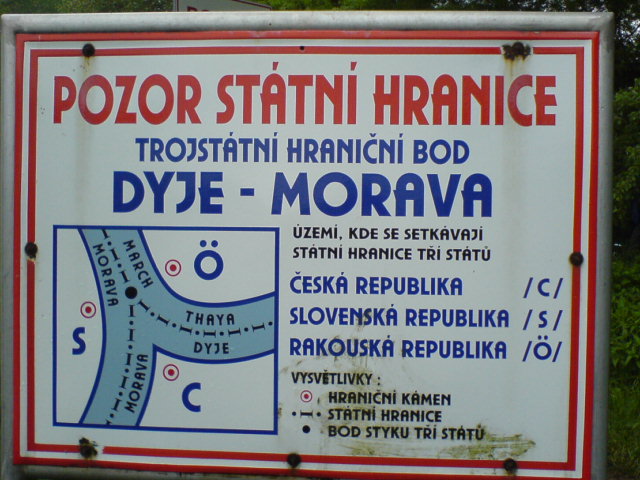 POZOR STÁTNÍ HRANICE
TROJSTÁTNÍ HRANIČNÍ BOD
DYJE - MORAVA
ÚZEMÍ, KDE SE SETKÁVAJÍ
STÁTNÍ HRANICE TŘÍ STÁTŮ
ČESKÁ REPUBLIKA /C/
SLOVENSKÁ REPUBLIKA /S/
RAKOUSKÁ REPUBLIKA /Ö/
VYSVĚTLIVKY :
HRANIČNÍ KÁMEN
STÁTNÍ HRANICE
BOD STYKU TŘÍ STÁTŮ
MARCH
MORAVA
Ö
THAYA
DYJE
S
MORAVA
C